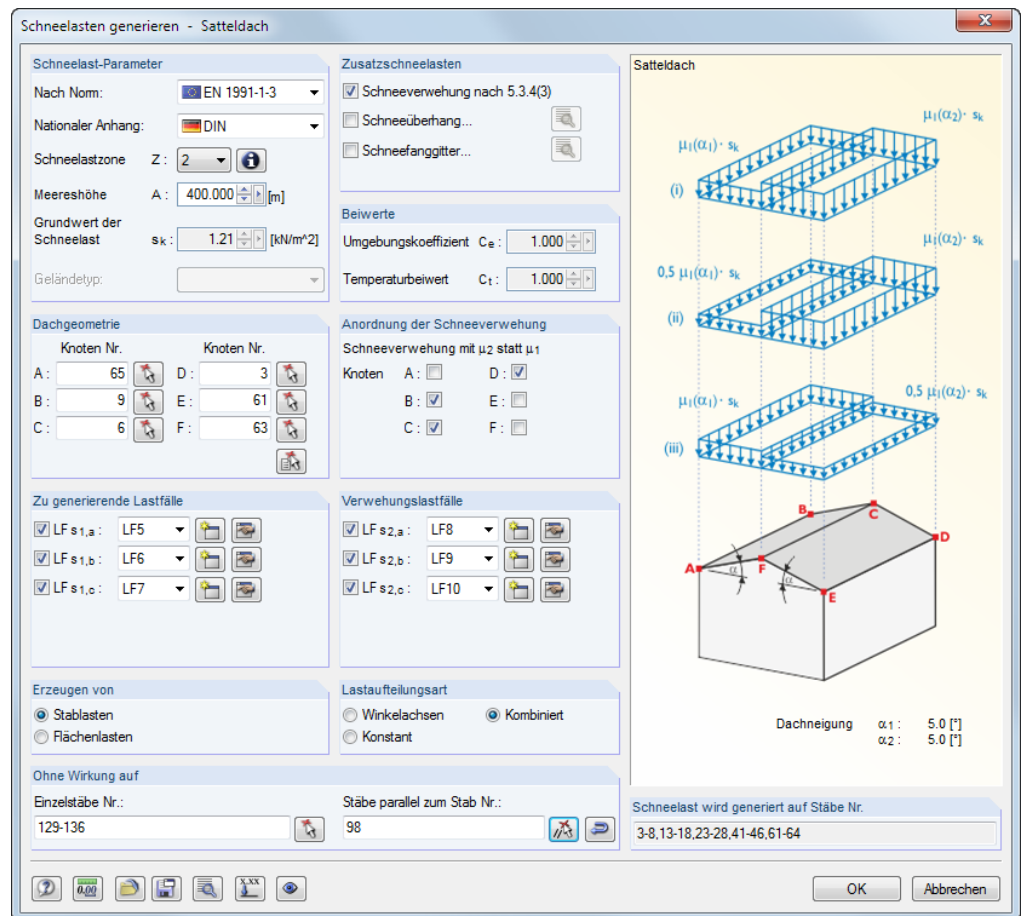 Schneelasten generieren - Satteldach
Schneelast-Parameter
Nach Norm: EN 1991-1-3
Nationaler Anhang: DIN
Schneelastzone Z : 2
Meereshöhe A : 400.000 [m]
Grundwert der
Schneelast sk : 1.21 [kN/m^2]
Geländetyp:
Zusatzschneelasten
Schneeverwehung nach 5.3.4(3)
Schneeüberhang...
Schneefanggitter...
Beiwerte
Umgebungskoeffizient Ce : 1.000
Temperaturbeiwert Ct : 1.000
Dachgeometrie
Knoten Nr. Knoten Nr.
A : 65 D : 3
B : 9 E : 61
C : 6 F : 63
Anordnung der Schneeverwehung
Schneeverwehung mit μ2 statt μ1
Knoten A : D :
B : E :
C : F :
Zu generierende Lastfälle
LF s1,a : LF5
LF s1,b : LF6
LF s1,c : LF7
Verwehungslastfälle
LF s2,a : LF8
LF s2,b : LF9
LF s2,c : LF10
Erzeugen von
Stablasten
Flächenlasten
Lastaufteilungsart
Winkelachsen Kombiniert
Konstant
Ohne Wirkung auf
Einzelstäbe Nr.: Stäbe parallel zum Stab Nr.:
129-136 98
Satteldach
μ1(α2)· sk
μ1(α1)· sk
(i)
μ1(α2)· sk
0,5 μ1(α1)· sk
(ii)
μ1(α1)· sk 0,5 μ1(α2)· sk
(iii)
B C
D
A F
α α
E
Dachneigung α1 : 5.0 [°]
α2 : 5.0 [°]
Schneelast wird generiert auf Stäbe Nr.
3-8,13-18,23-28,41-46,61-64
0.00 x.xx
OK Abbrechen